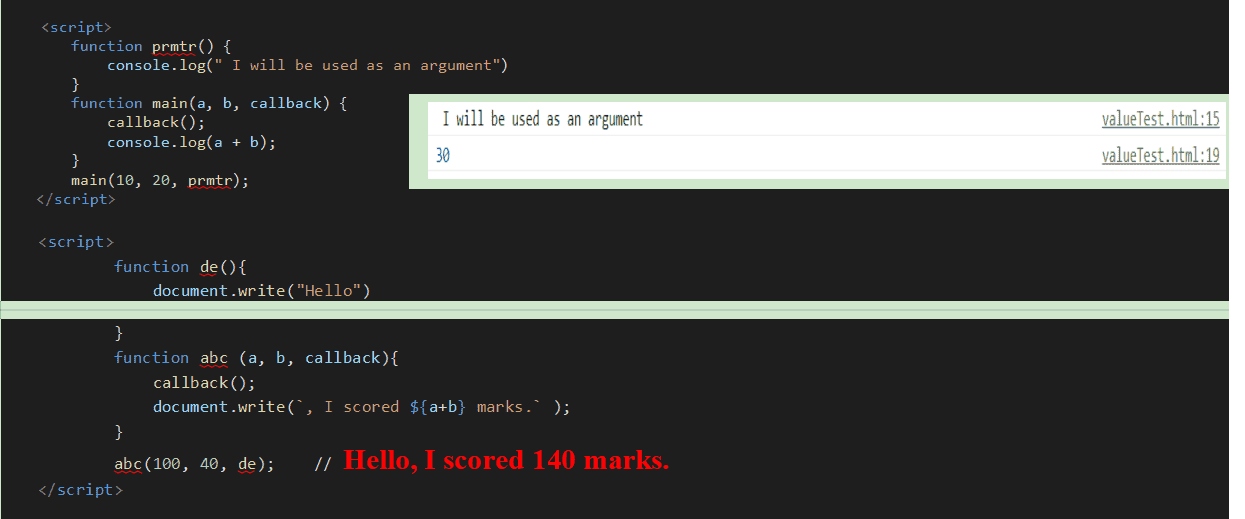 <script>
function prmtr() {
console.log(" I will be used as an argument")
}
function main(a, b, callback) {
callback();
console.log(a + b);
}
main(10, 20, prmtr);
</script>
I will be used as an argument valueTest.html:15
30 valueTest.html:19
<script>
function de(){
document.write("Hello")
}
function abc (a, b, callback){
callback();
document.write(`, I scored ${a+b} marks.` );
}
abc(100, 40, de); // Hello, I scored 140 marks.
</script>